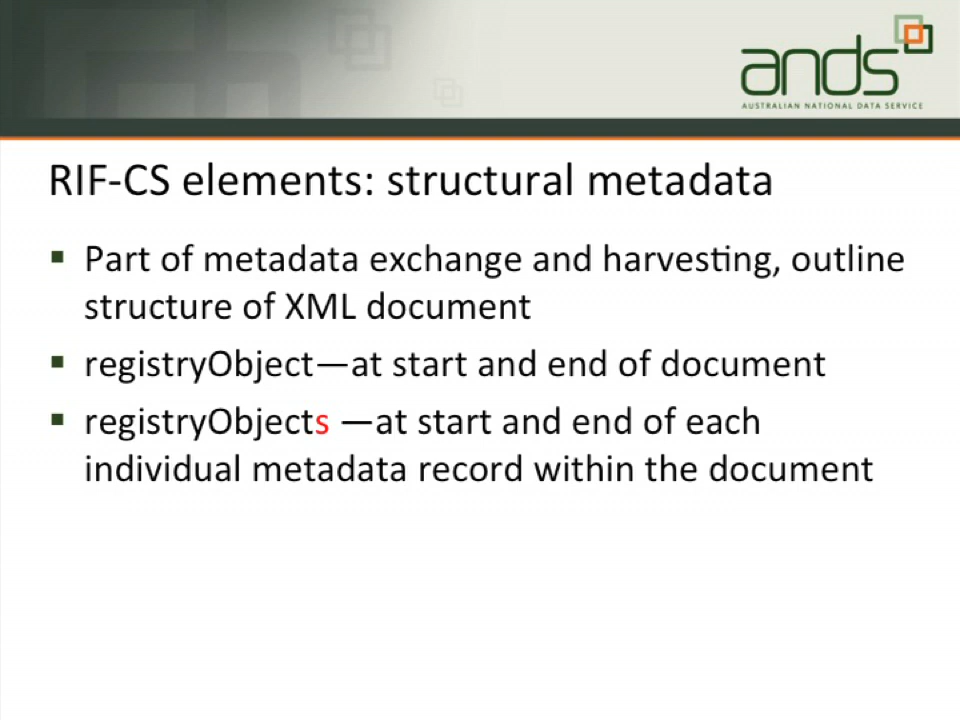 ands
AUSTRALIAN NATIONAL DATA SERVICE
RIF-CS elements: structural metadata
▪ Part of metadata exchange and harvesting, outline
structure of XML document
▪ registryObject—at start and end of document
▪ registryObjects —at start and end of each
individual metadata record within the document